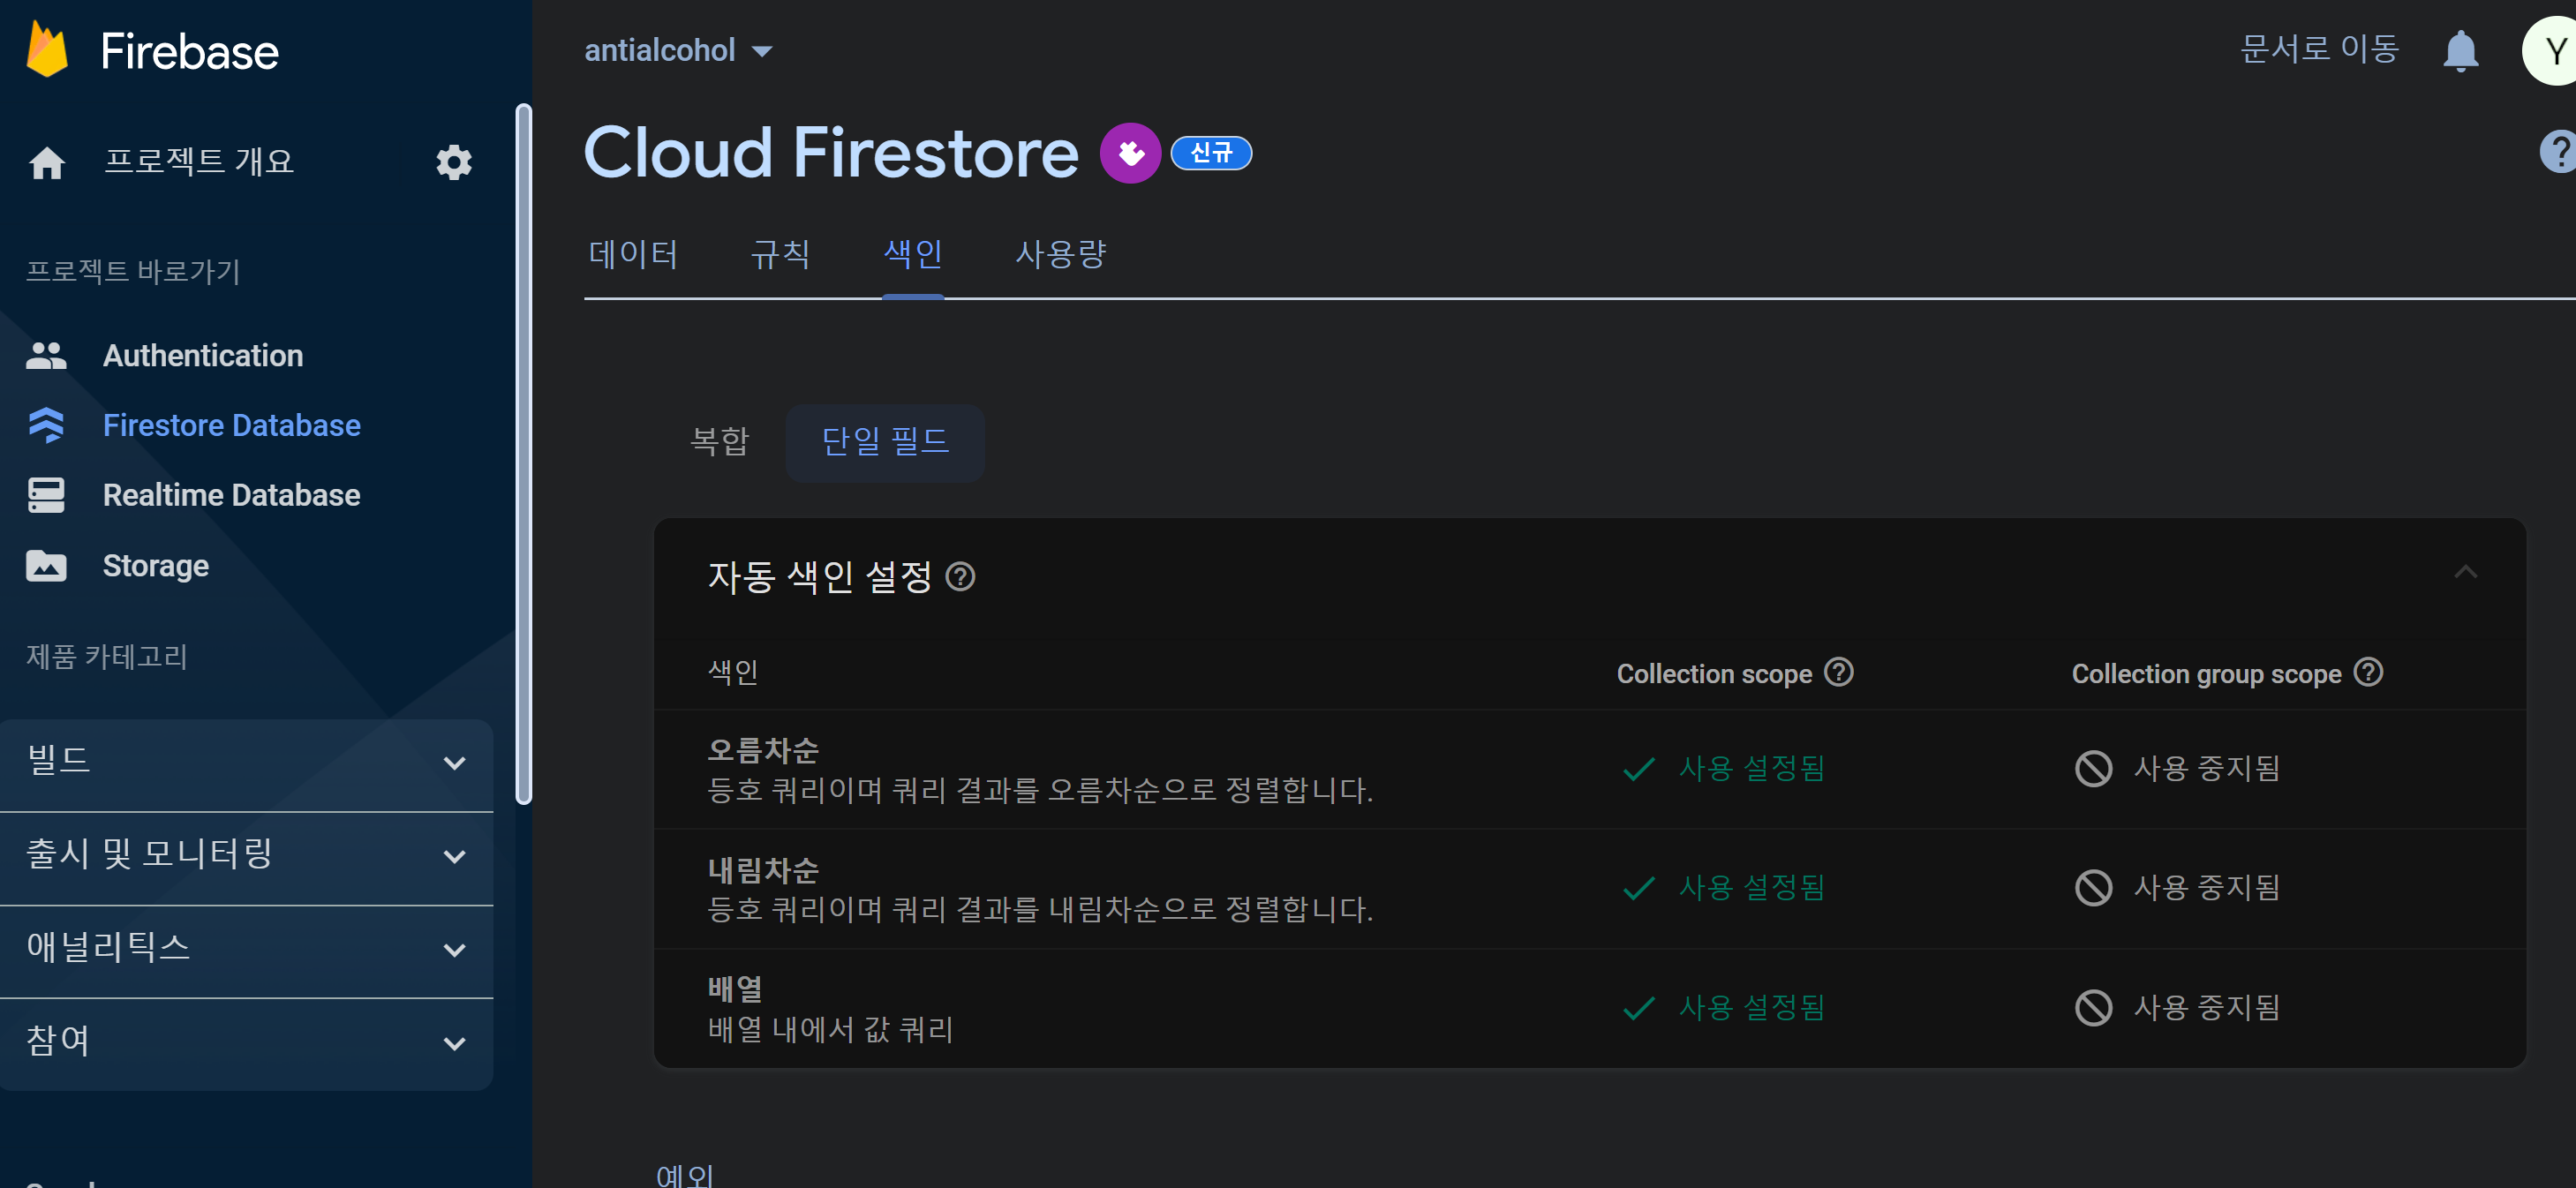 Firebase
프로젝트 개요
프로젝트 바로가기
Authentication
Firestore Database
Realtime Database
Storage
제품 카테고리
빌드
출시 및 모니터링
애널리틱스
참여
antialcohol
문서로 이동
Y
Cloud Firestore
신규
?
데이터 규칙 색인 사용량
복합 단일 필드
자동 색인 설정 ?
색인 Collection scope ? Collection group scope ?
오름차순
등호 쿼리이며 쿼리 결과를 오름차순으로 정렬합니다.
사용 설정됨 사용 중지됨
내림차순
등호 쿼리이며 쿼리 결과를 내림차순으로 정렬합니다.
사용 설정됨 사용 중지됨
배열
배열 내에서 값 쿼리
사용 설정됨 사용 중지됨
예외